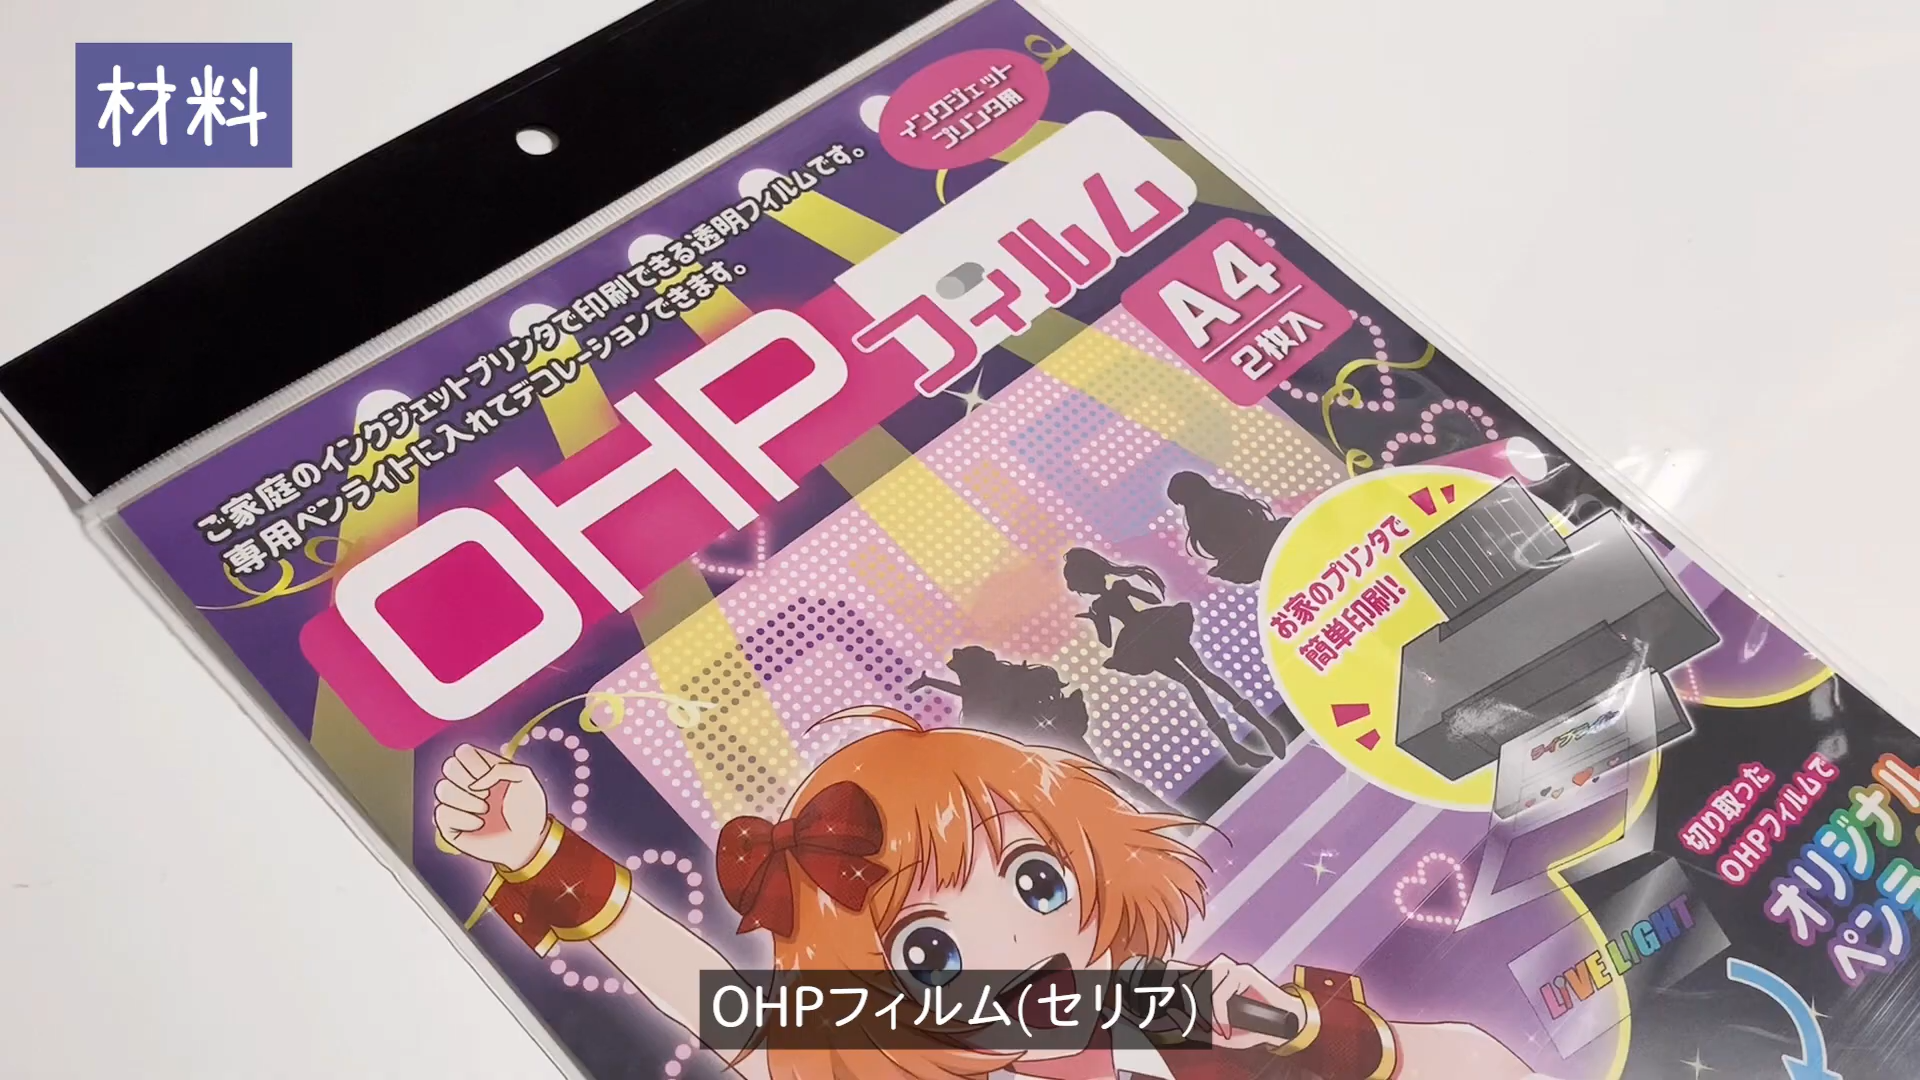 材料
インクジェット
プリンタ用
ご家庭のインクジェットプリンタで印刷できる透明フィルムです。
専用ペンライトに入れてデコレーションできます。
OHPフィルム
A4
2枚入
お家のプリンタで
簡単印刷!
切り取った
OHPフィルムで
オリジナル
ペンラ
LIVE LIGHT
OHPフィルム(セリア)